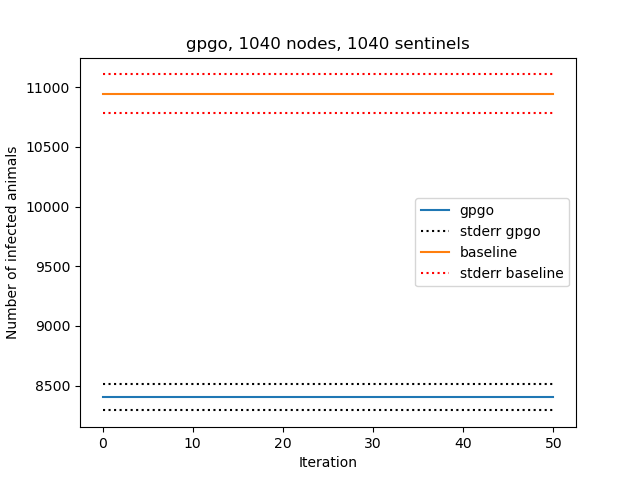 gpgo, 1040 nodes, 1040 sentinels
Number of infected animals
11000
10500
10000
9500
9000
8500
gpgo
stderr gpgo
baseline
stderr baseline
0 10 20 30 40 50
Iteration